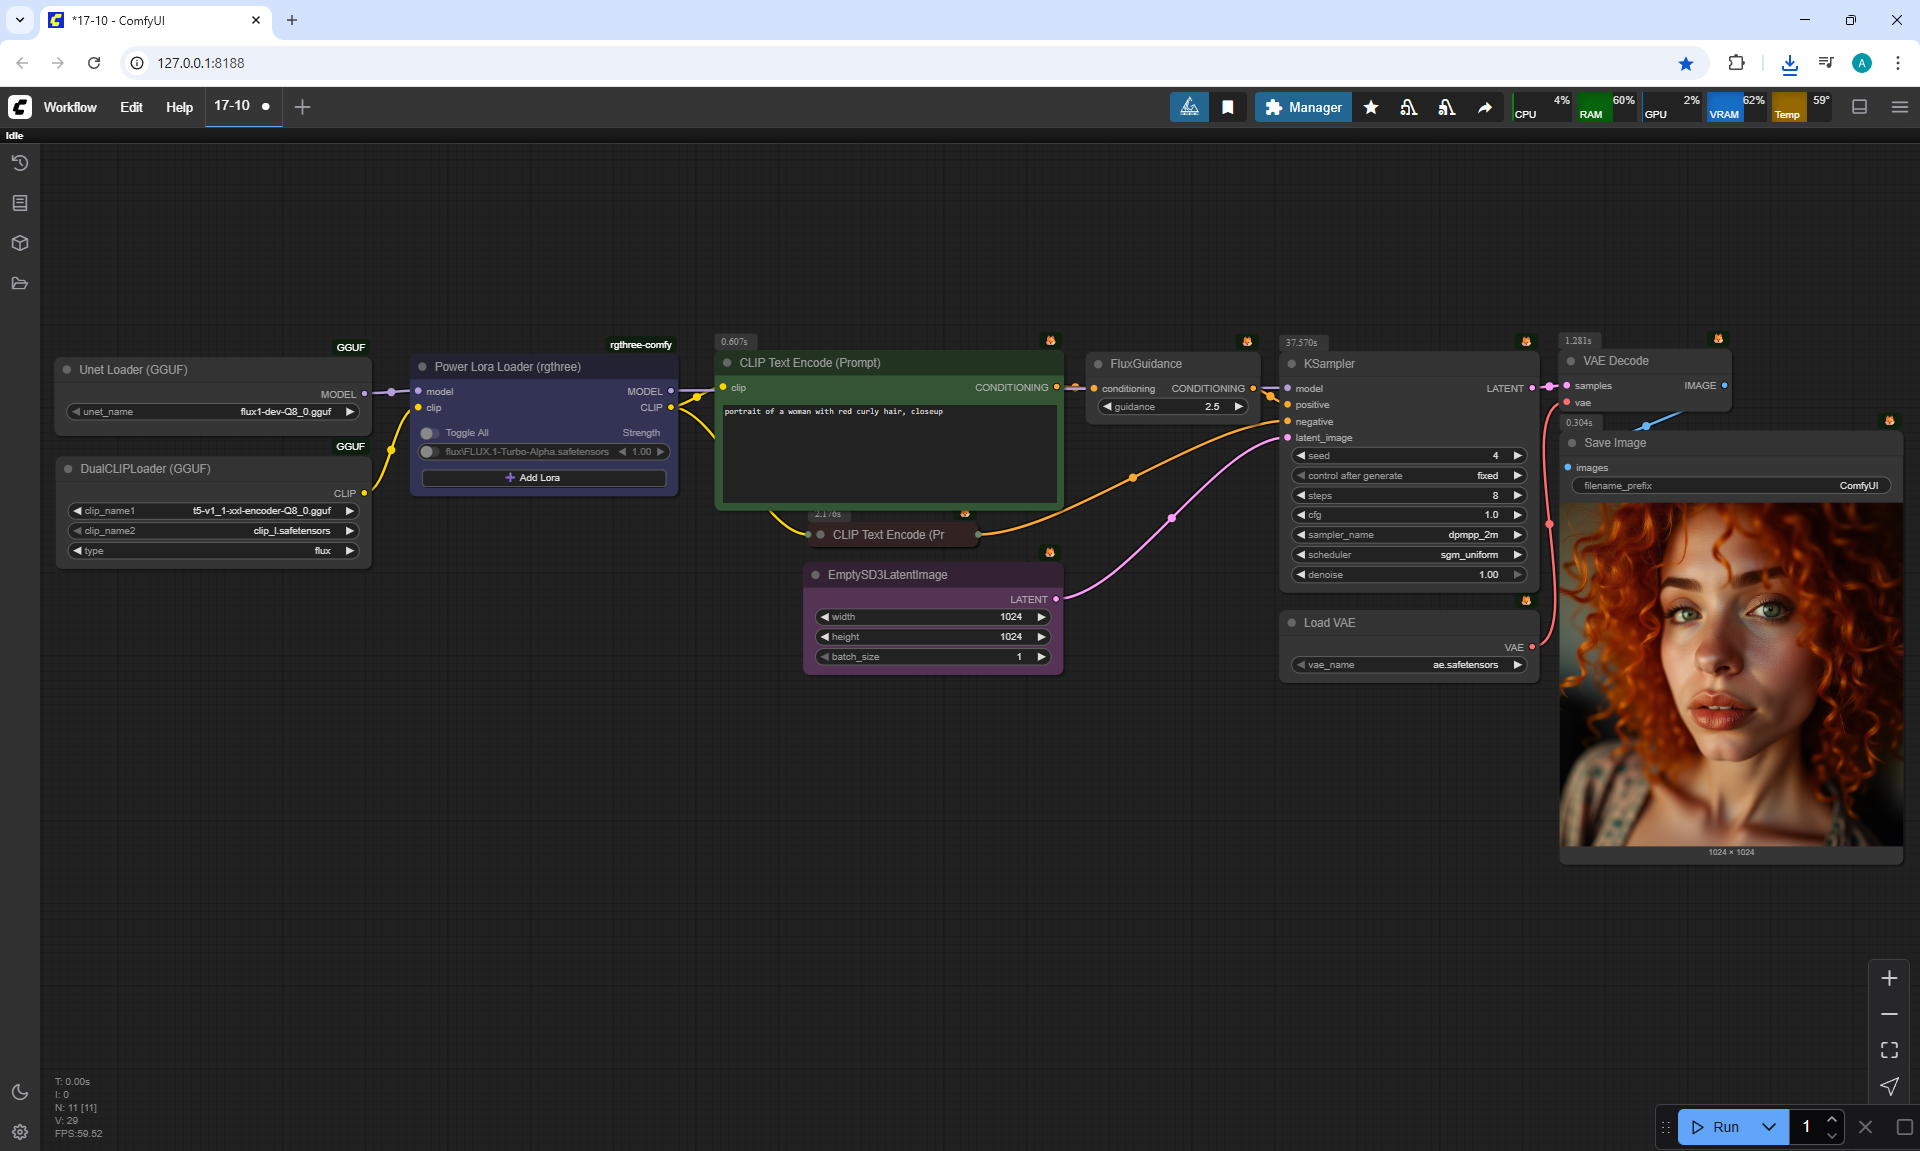 *17-10 - ComfyUI
127.0.0.1:8188
A
Workflow Edit Help 17-10
Manager
CPU 4% RAM 60% GPU 2% VRAM 62% Temp 59°
Idle
GGUF
Unet Loader (GGUF)
MODEL
unet_name flux1-dev-Q8_0.gguf
GGUF
DualCLIPLoader (GGUF)
CLIP
clip_name1 t5-v1_1-xxl-encoder-Q8_0.gguf
clip_name2 clip_l.safetensors
type flux
rgthree-comfy
Power Lora Loader (rgthree)
model MODEL
clip CLIP
Toggle All Strength
flux\FLUX.1-Turbo-Alpha.safetensors 1.00
Add Lora
0.607s
CLIP Text Encode (Prompt)
clip CONDITIONING
portrait of a woman with red curly hair, closeup
2.176s
CLIP Text Encode (Pr
EmptySD3LatentImage
LATENT
width 1024
height 1024
batch_size 1
FluxGuidance
conditioning CONDITIONING
guidance 2.5
37.570s
KSampler
model LATENT
positive
negative
latent_image
seed 4
control after generate fixed
steps 8
cfg 1.0
sampler_name dpmpp_2m
scheduler sgm_uniform
denoise 1.00
Load VAE
VAE
vae_name ae.safetensors
1.281s
VAE Decode
samples IMAGE
vae
0.304s
Save Image
images
filename_prefix ComfyUI
1024 × 1024
T: 0.00s
I: 0
N: 11 [11]
V: 29
FPS:59.52
Run 1